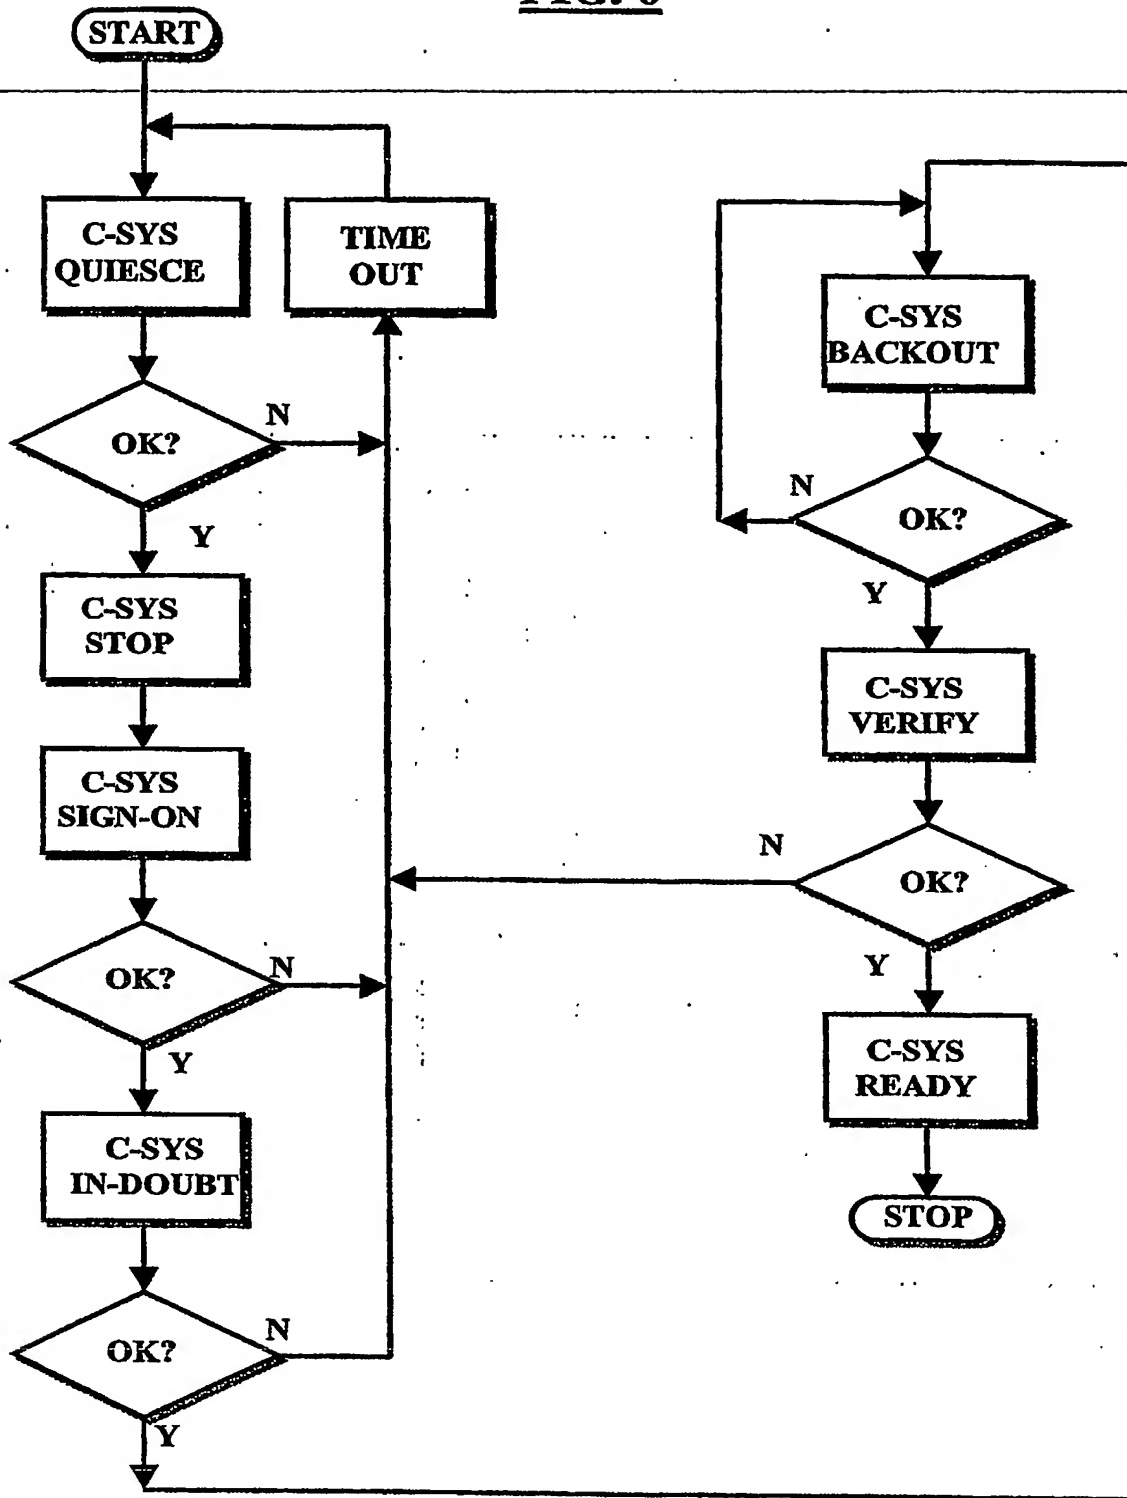 START
C-SYS
QUIESCE
TIME
OUT
OK?
N
Y
C-SYS
STOP
C-SYS
SIGN-ON
OK?
N
Y
C-SYS
IN-DOUBT
OK?
N
Y
C-SYS
BACKOUT
OK?
N
Y
C-SYS
VERIFY
OK?
N
Y
C-SYS
READY
STOP